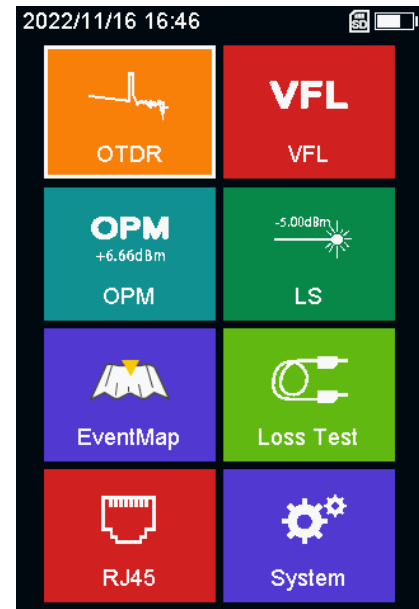 2022/11/16 16:46
SD
OTDR
VFL
VFL
OPM
+6.66dBm
OPM
-5.00dBm
LS
EventMap
Loss Test
RJ45
System